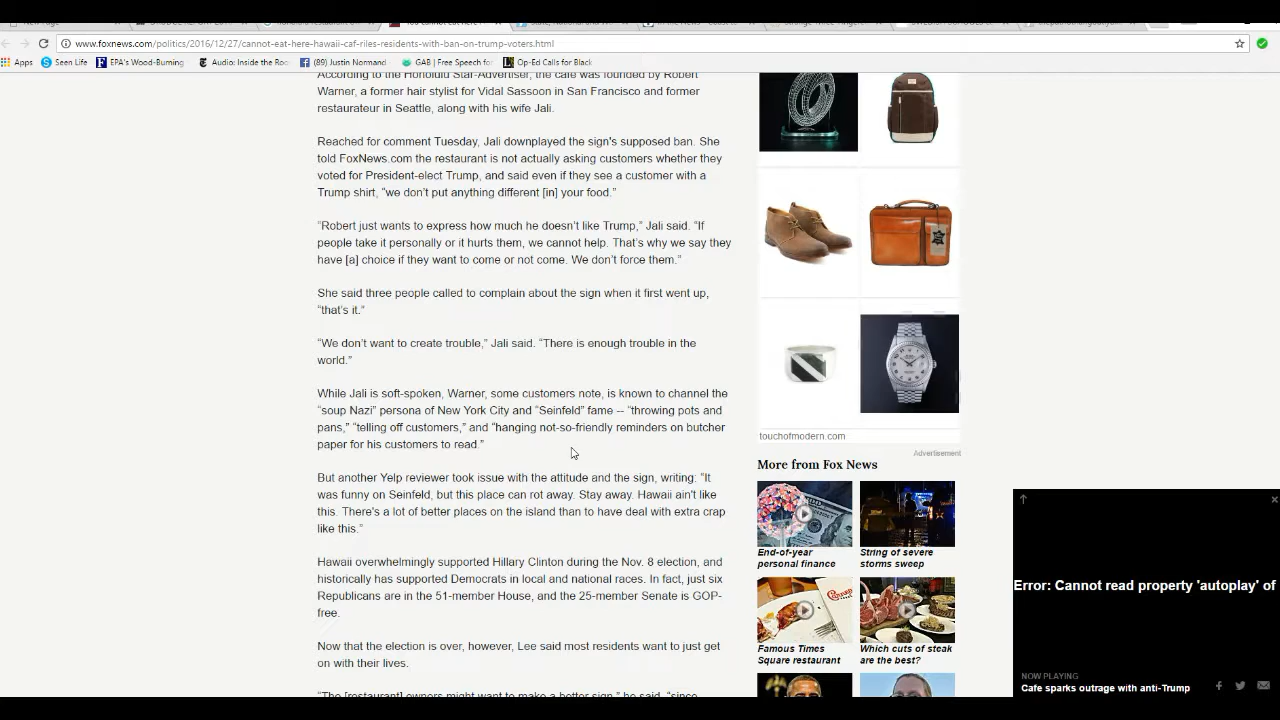 www.foxnews.com/politics/2016/12/27/cannot-eat-here-hawaii-caf-riles-residents-with-ban-on-trump-voters.html
Apps Seen Life EPA's Wood-Burning Audio: Inside the Roo (89) Justin Normand GAB | Free Speech for Op-Ed Calls for Black
According to the Honolulu Star-Advertiser, the café was founded by Robert
Warner, a former hair stylist for Vidal Sassoon in San Francisco and former
restaurateur in Seattle, along with his wife Jali.
Reached for comment Tuesday, Jali downplayed the sign's supposed ban. She
told FoxNews.com the restaurant is not actually asking customers whether they
voted for President-elect Trump, and said even if they see a customer with a
Trump shirt, “we don’t put anything different [in] your food.”
“Robert just wants to express how much he doesn’t like Trump,” Jali said. “If
people take it personally or it hurts them, we cannot help. That’s why we say they
have [a] choice if they want to come or not come. We don’t force them.”
She said three people called to complain about the sign when it first went up,
“that’s it.”
“We don’t want to create trouble,” Jali said. “There is enough trouble in the
world.”
While Jali is soft-spoken, Warner, some customers note, is known to channel the
“soup Nazi” persona of New York City and “Seinfeld” fame -- “throwing pots and
pans,” “telling off customers,” and “hanging not-so-friendly reminders on butcher
paper for his customers to read.”
But another Yelp reviewer took issue with the attitude and the sign, writing: “It
was funny on Seinfeld, but this place can rot away. Stay away. Hawaii ain't like
this. There's a lot of better places on the island than to have deal with extra crap
like this.”
Hawaii overwhelmingly supported Hillary Clinton during the Nov. 8 election, and
historically has supported Democrats in local and national races. In fact, just six
Republicans are in the 51-member House, and the 25-member Senate is GOP-
free.
Now that the election is over, however, Lee said most residents want to just get
on with their lives.
“The [restaurant] owners might want to make a better sign,” he said, “since
touchofmodern.com
Advertisement
More from Fox News
End-of-year
personal finance
String of severe
storms sweep
Famous Times
Square restaurant
Which cuts of steak
are the best?
Error: Cannot read property 'autoplay' of
NOW PLAYING
Cafe sparks outrage with anti-Trump